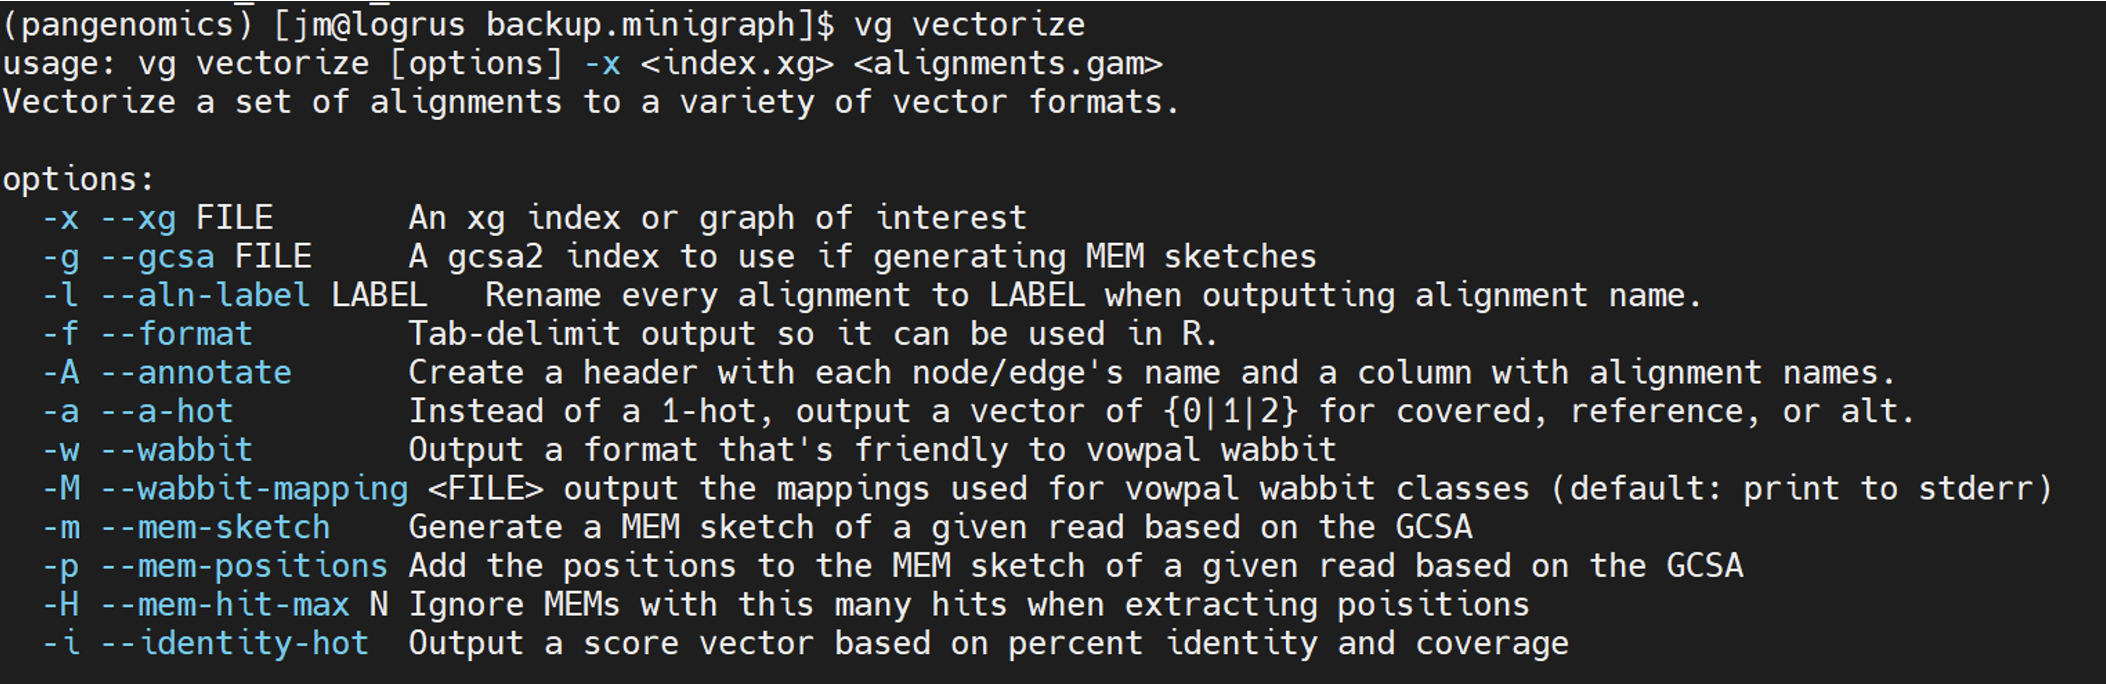 (pangenomics) [jm@logrus backup.minigraph]$ vg vectorize
usage: vg vectorize [options] -x <index.xg> <alignments.gam>
Vectorize a set of alignments to a variety of vector formats.

options:
  -x --xg FILE       An xg index or graph of interest
  -g --gcsa FILE     A gcsa2 index to use if generating MEM sketches
  -l --aln-label LABEL   Rename every alignment to LABEL when outputting alignment name.
  -f --format        Tab-delimit output so it can be used in R.
  -A --annotate      Create a header with each node/edge's name and a column with alignment names.
  -a --a-hot         Instead of a 1-hot, output a vector of {0|1|2} for covered, reference, or alt.
  -w --wabbit        Output a format that's friendly to vowpal wabbit
  -M --wabbit-mapping <FILE> output the mappings used for vowpal wabbit classes (default: print to stderr)
  -m --mem-sketch    Generate a MEM sketch of a given read based on the GCSA
  -p --mem-positions Add the positions to the MEM sketch of a given read based on the GCSA
  -H --mem-hit-max N Ignore MEMs with this many hits when extracting poisitions
  -i --identity-hot  Output a score vector based on percent identity and coverage